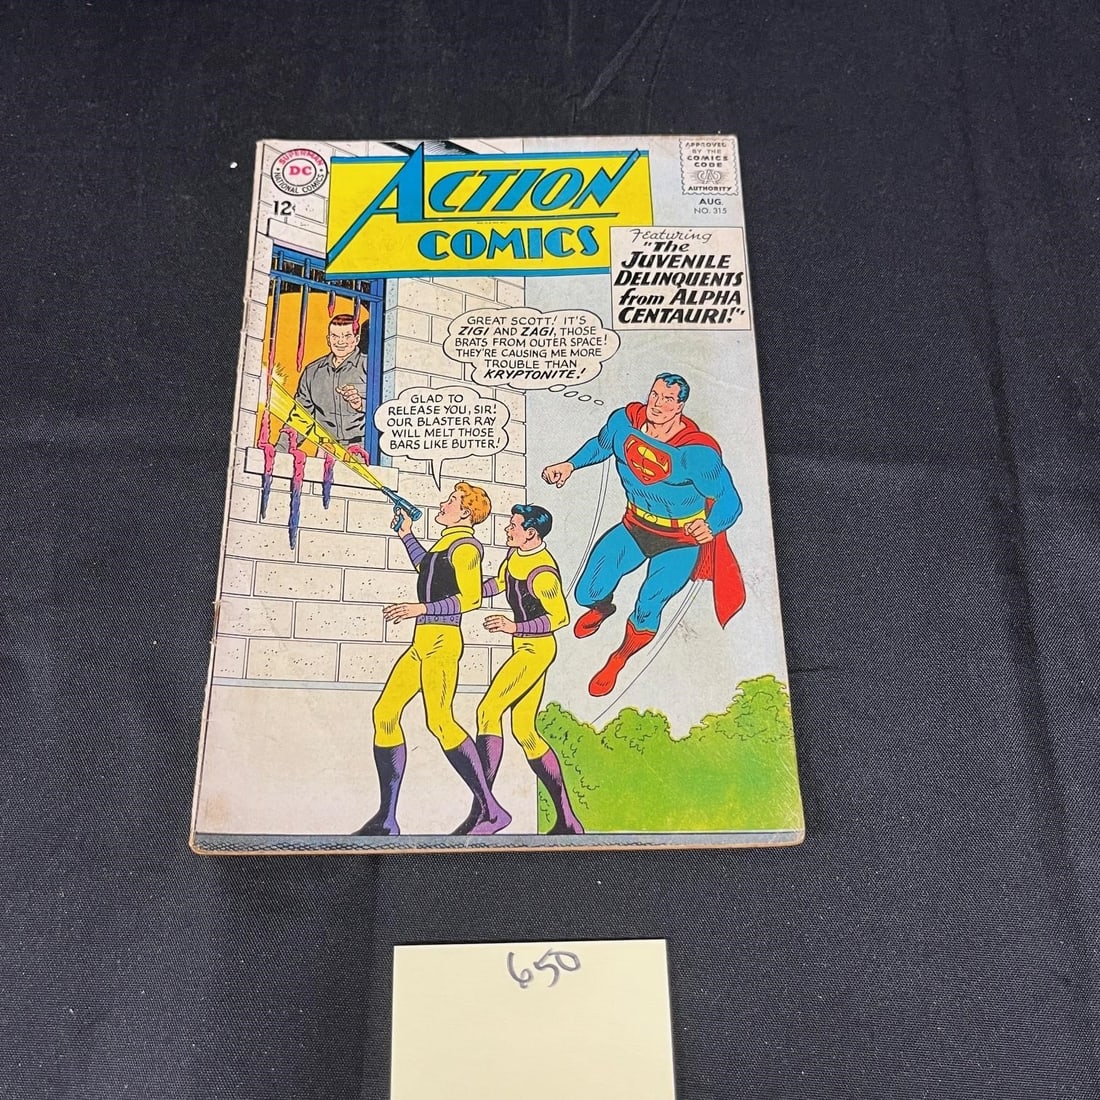 SUPERMAN
DC
NATIONAL COMICS
12¢
ACTION
COMICS
APPROVED
BY THE
COMICS
CODE
CA
AUTHORITY
AUG.
NO. 315
Featuring
"The
JUVENILE
DELINQUENTS
from ALPHA
CENTAURI!"
GREAT SCOTT! IT'S
ZIGI AND ZAGI, THOSE
BRATS FROM OUTER SPACE!
THEY'RE CAUSING ME MORE
TROUBLE THAN
KRYPTONITE!
GLAD TO
RELEASE YOU, SIR!
OUR BLASTER RAY
WILL MELT THOSE
BARS LIKE BUTTER!
S
650